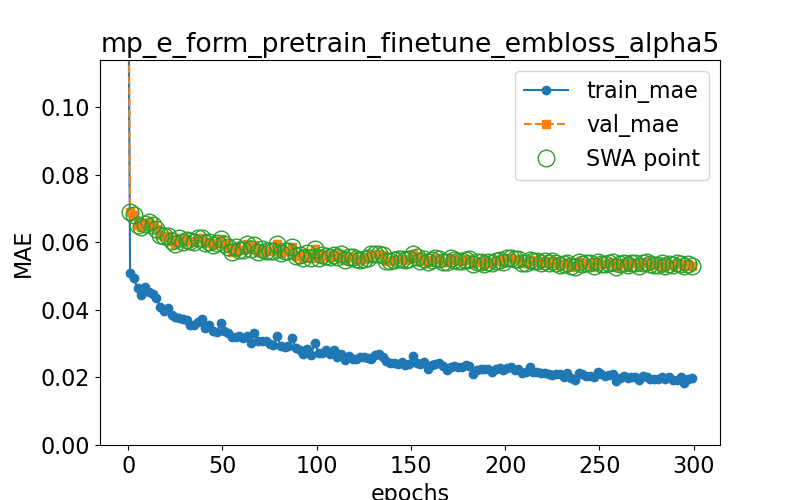 mp_e_form_pretrain_finetune_embloss_alpha5
train_mae
val_mae
SWA point
MAE
0.10
0.08
0.06
0.04
0.02
0.00
0 50 100 150 200 250 300
epochs